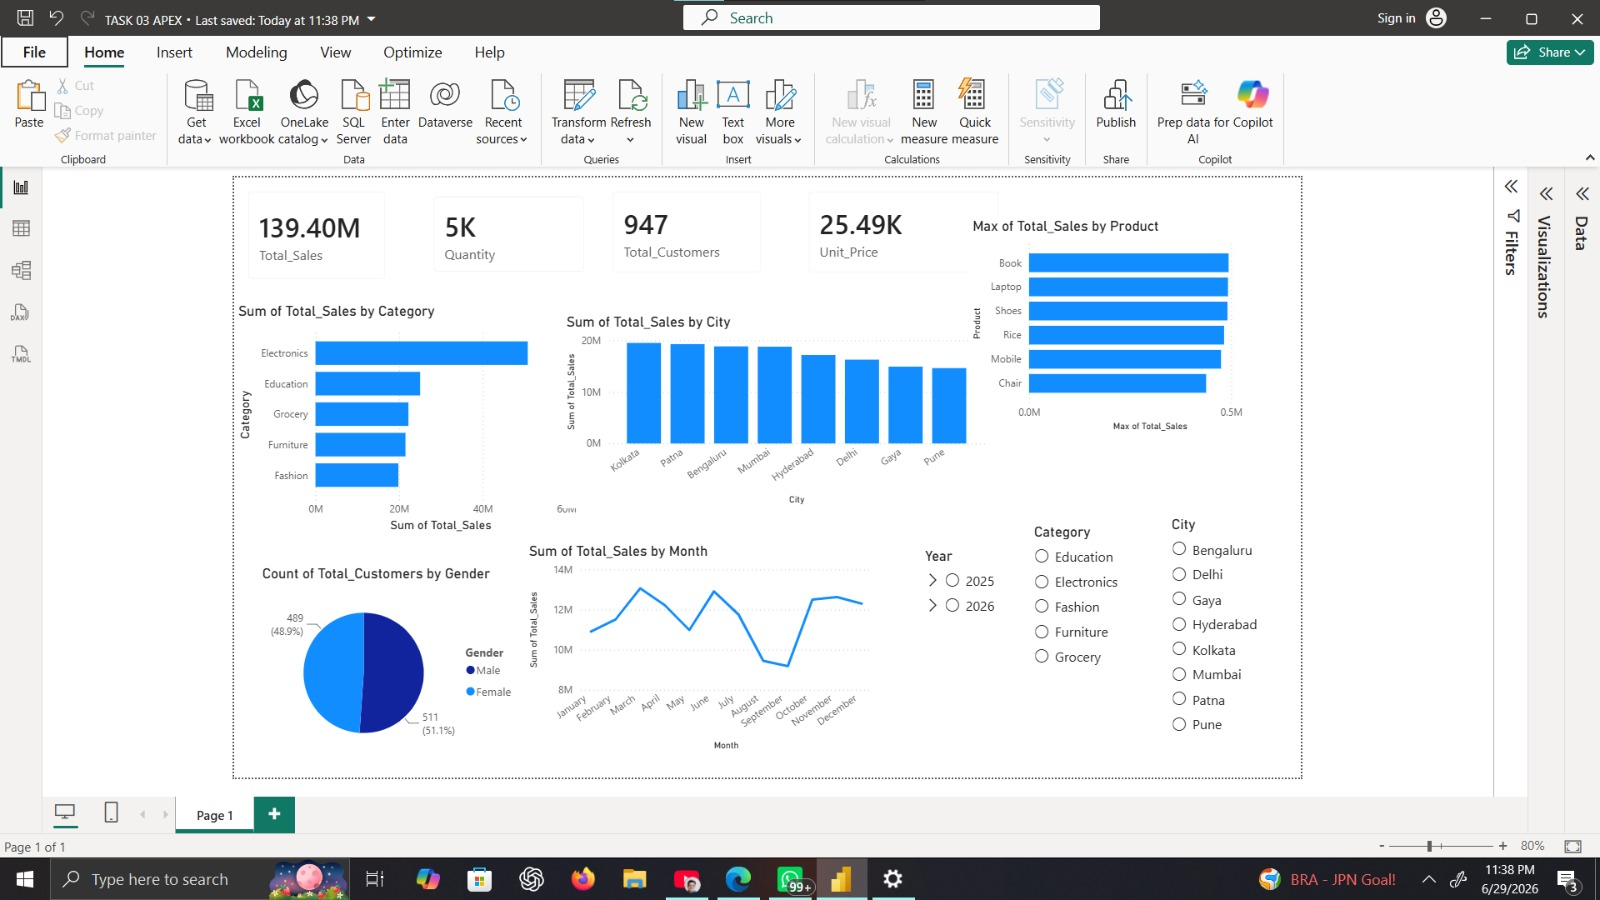 TASK 03 APEX • Last saved: Today at 11:38 PM
Search
Sign in
File
Home
Insert
Modeling
View
Optimize
Help
Share
Paste
Cut
Copy
Format painter
Clipboard
Get data
Excel workbook
OneLake catalog
SQL Server
Enter data
Dataverse
Recent sources
Data
Transform data
Refresh
Queries
New visual
Text box
More visuals
Insert
New visual calculation
New measure
Quick measure
Calculations
Sensitivity
Sensitivity
Publish
Share
Prep data for AI
Copilot
Copilot
DAX
TMDL
139.40M
Total_Sales
5K
Quantity
947
Total_Customers
25.49K
Unit_Price
Max of Total_Sales by Product
Product
Book
Laptop
Shoes
Rice
Mobile
Chair
0.0M
0.5M
Max of Total_Sales
Sum of Total_Sales by Category
Category
Electronics
Education
Grocery
Furniture
Fashion
0M
20M
40M
60M
Sum of Total_Sales
Sum of Total_Sales by City
Sum of Total_Sales
20M
10M
0M
Kolkata
Patna
Bengaluru
Mumbai
Hyderabad
Delhi
Gaya
Pune
City
Count of Total_Customers by Gender
489
(48.9%)
511
(51.1%)
Gender
Male
Female
Sum of Total_Sales by Month
Sum of Total_Sales
14M
12M
10M
8M
January
February
March
April
May
June
July
August
September
October
November
December
Month
Year
2025
2026
Category
Education
Electronics
Fashion
Furniture
Grocery
City
Bengaluru
Delhi
Gaya
Hyderabad
Kolkata
Mumbai
Patna
Pune
Filters
Visualizations
Data
Page 1
Page 1 of 1
- + 80%
Type here to search
99+
BRA - JPN Goal!
11:38 PM
6/29/2026
3